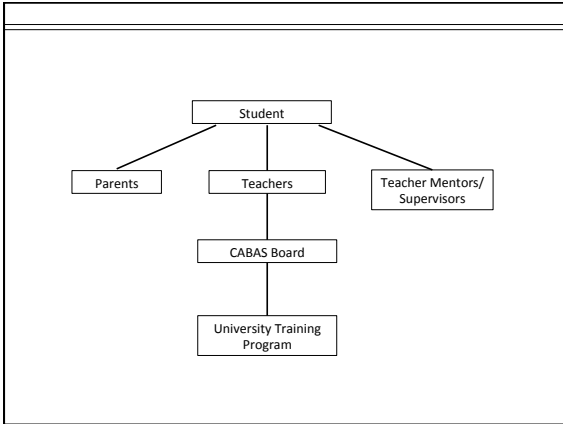 Student
Parents
Teachers
Teacher Mentors/
Supervisors
CABAS Board
University Training
Program